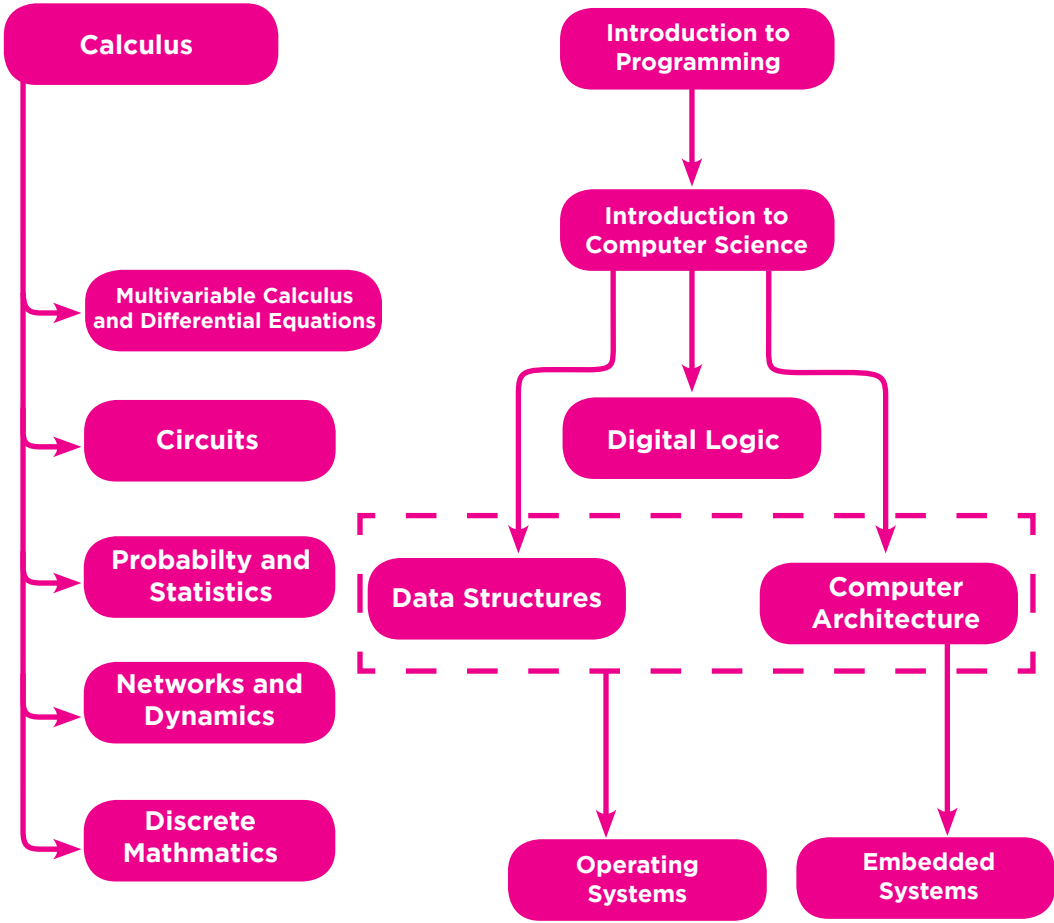 Calculus
Introduction to
Programming
Introduction to
Computer Science
Multivariable Calculus
and Differential Equations
Circuits
Digital Logic
Probabilty and
Statistics
Data Structures
Computer
Architecture
Networks and
Dynamics
Discrete
Mathmatics
Operating
Systems
Embedded
Systems